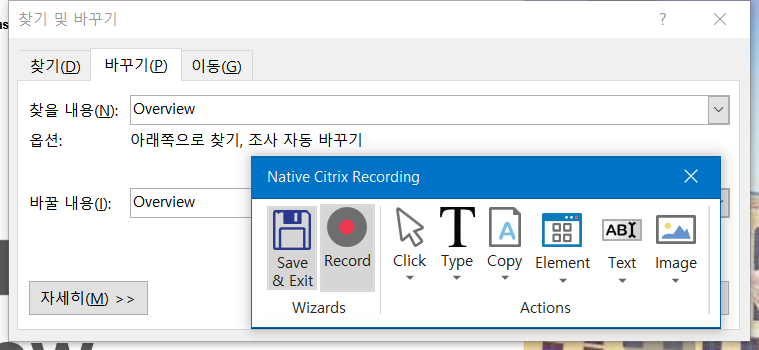 찾기 및 바꾸기
?
찾기(D) 바꾸기(P) 이동(G)
찾을 내용(N): Overview
옵션: 아래쪽으로 찾기, 조사 자동 바꾸기
바꿀 내용(I): Overview
자세히(M) >>
Native Citrix Recording
Save & Exit
Record
Click
Type
Copy
Element
Text
Image
Wizards
Actions